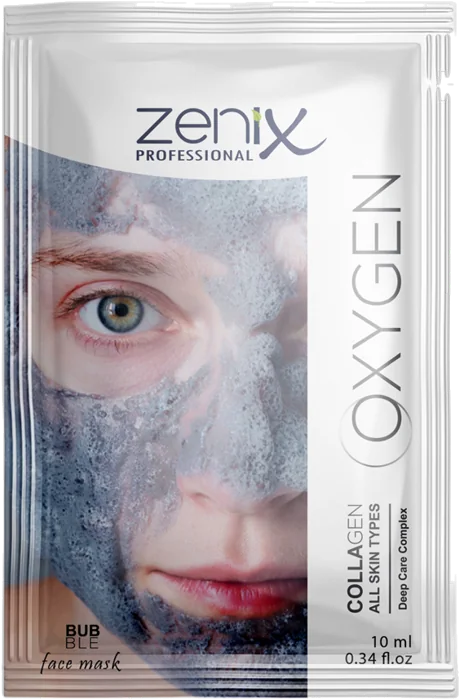 zenix
PROFESSIONAL
OXYGEN
COLLAGEN
ALL SKIN TYPES
Deep Care Complex
BUB
BLE
face mask
10 ml
0.34 fl.oz